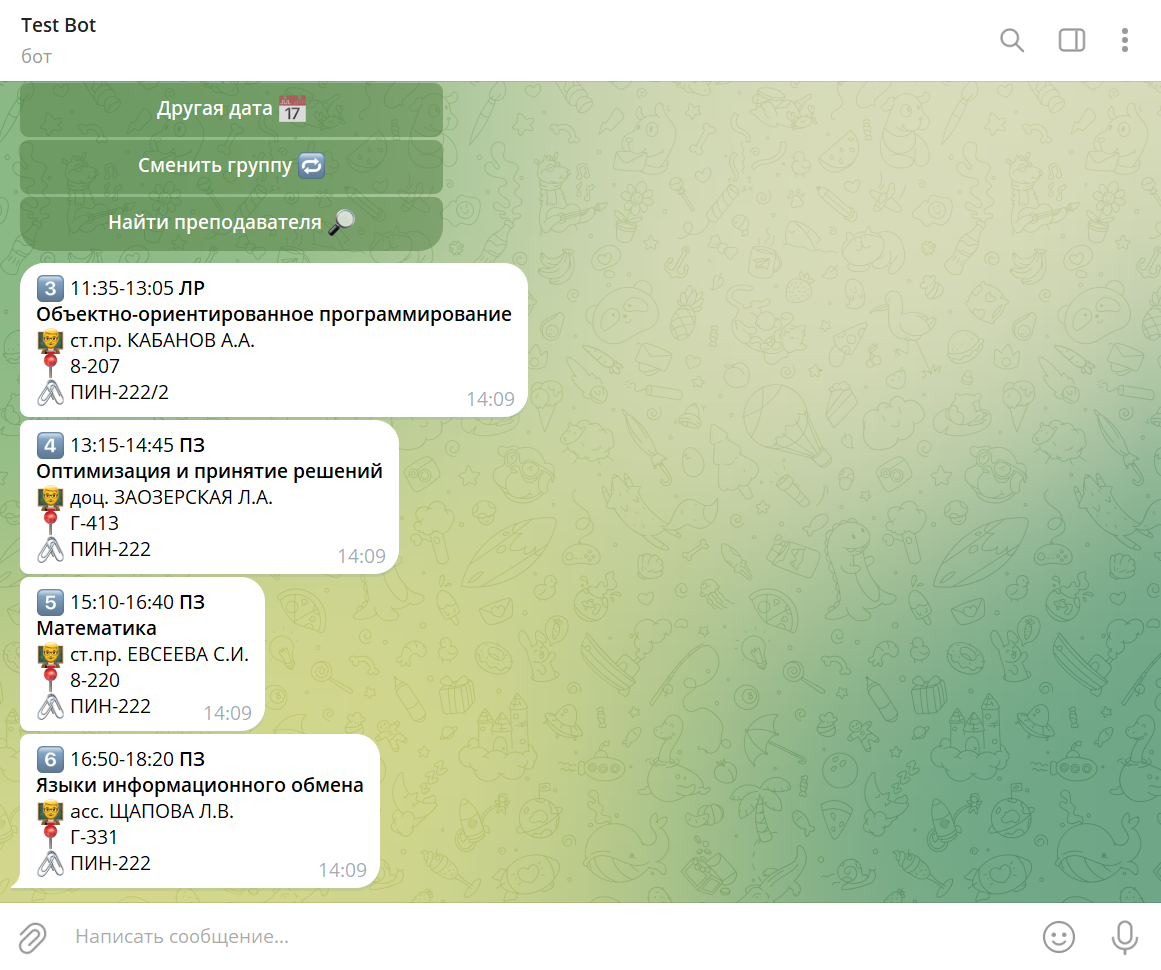 Test Bot
бот
Другая дата
JUL 17
Сменить группу
Найти преподавателя
3 11:35-13:05 ЛР
Объектно-ориентированное программирование
ст.пр. КАБАНОВ А.А.
8-207
ПИН-222/2
14:09
4 13:15-14:45 ПЗ
Оптимизация и принятие решений
доц. ЗАОЗЕРСКАЯ Л.А.
Г-413
ПИН-222
14:09
5 15:10-16:40 ПЗ
Математика
ст.пр. ЕВСЕЕВА С.И.
8-220
ПИН-222
14:09
6 16:50-18:20 ПЗ
Языки информационного обмена
асс. ЩАПОВА Л.В.
Г-331
ПИН-222
14:09
Написать сообщение...